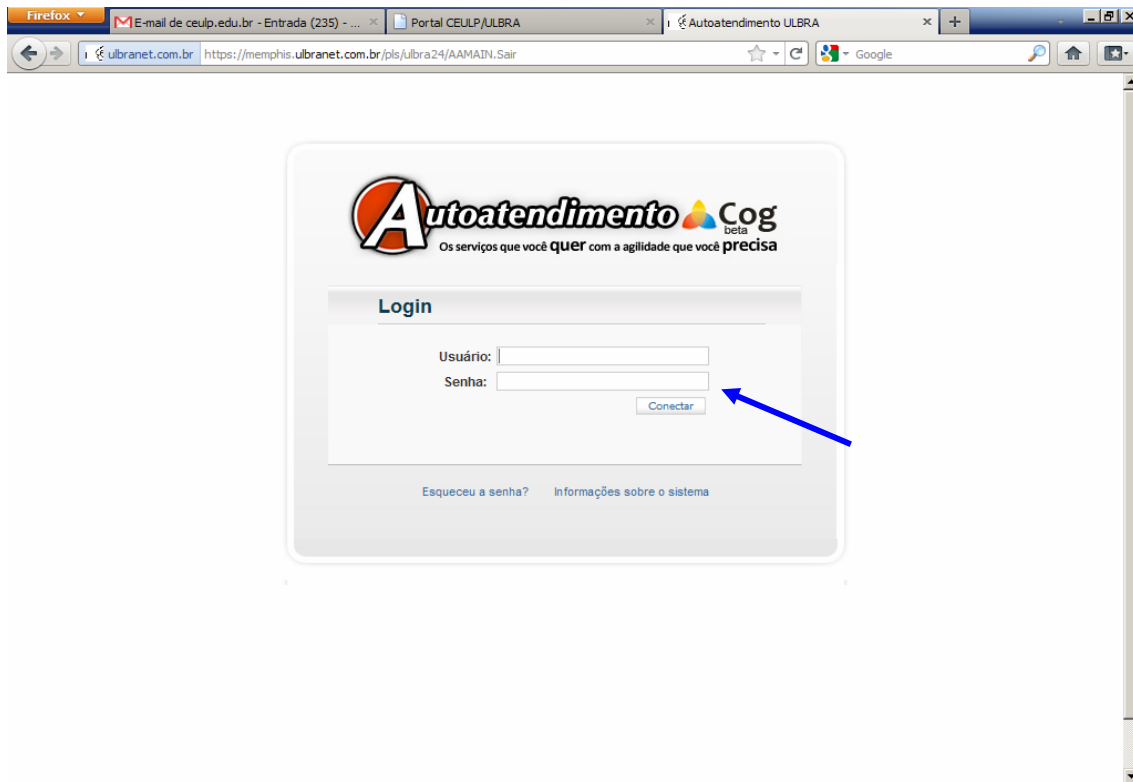 Firefox
E-mail de ceulp.edu.br - Entrada (235) - ...
Portal CEULP/ULBRA
Autoatendimento ULBRA
ulbranet.com.br https://memphis.ulbranet.com.br/pls/ulbra24/AAMAIN.Sair
Google
Autoatendimento Cog
beta
Os serviços que você quer com a agilidade que você precisa
Login
Usuário:
Senha:
Conectar
Esqueceu a senha? Informações sobre o sistema